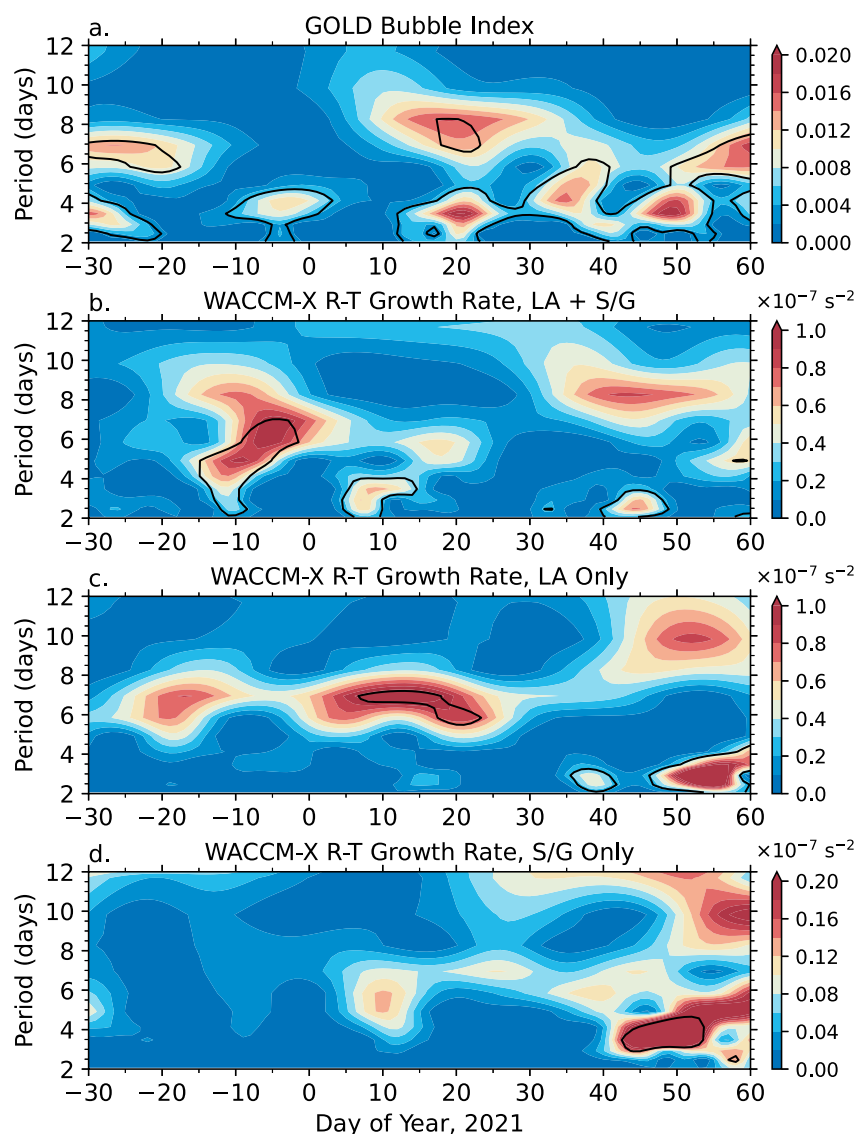 a.
GOLD Bubble Index
12
10
8
6
4
2
Period (days)
−30 −20 −10 0 10 20 30 40 50 60
0.020
0.016
0.012
0.008
0.004
0.000
b.
WACCM-X R-T Growth Rate, LA + S/G
×10−7 s−2
12
10
8
6
4
2
Period (days)
−30 −20 −10 0 10 20 30 40 50 60
1.0
0.8
0.6
0.4
0.2
0.0
c.
WACCM-X R-T Growth Rate, LA Only
×10−7 s−2
12
10
8
6
4
2
Period (days)
−30 −20 −10 0 10 20 30 40 50 60
1.0
0.8
0.6
0.4
0.2
0.0
d.
WACCM-X R-T Growth Rate, S/G Only
×10−7 s−2
12
10
8
6
4
2
Period (days)
−30 −20 −10 0 10 20 30 40 50 60
0.20
0.16
0.12
0.08
0.04
0.00
Day of Year, 2021